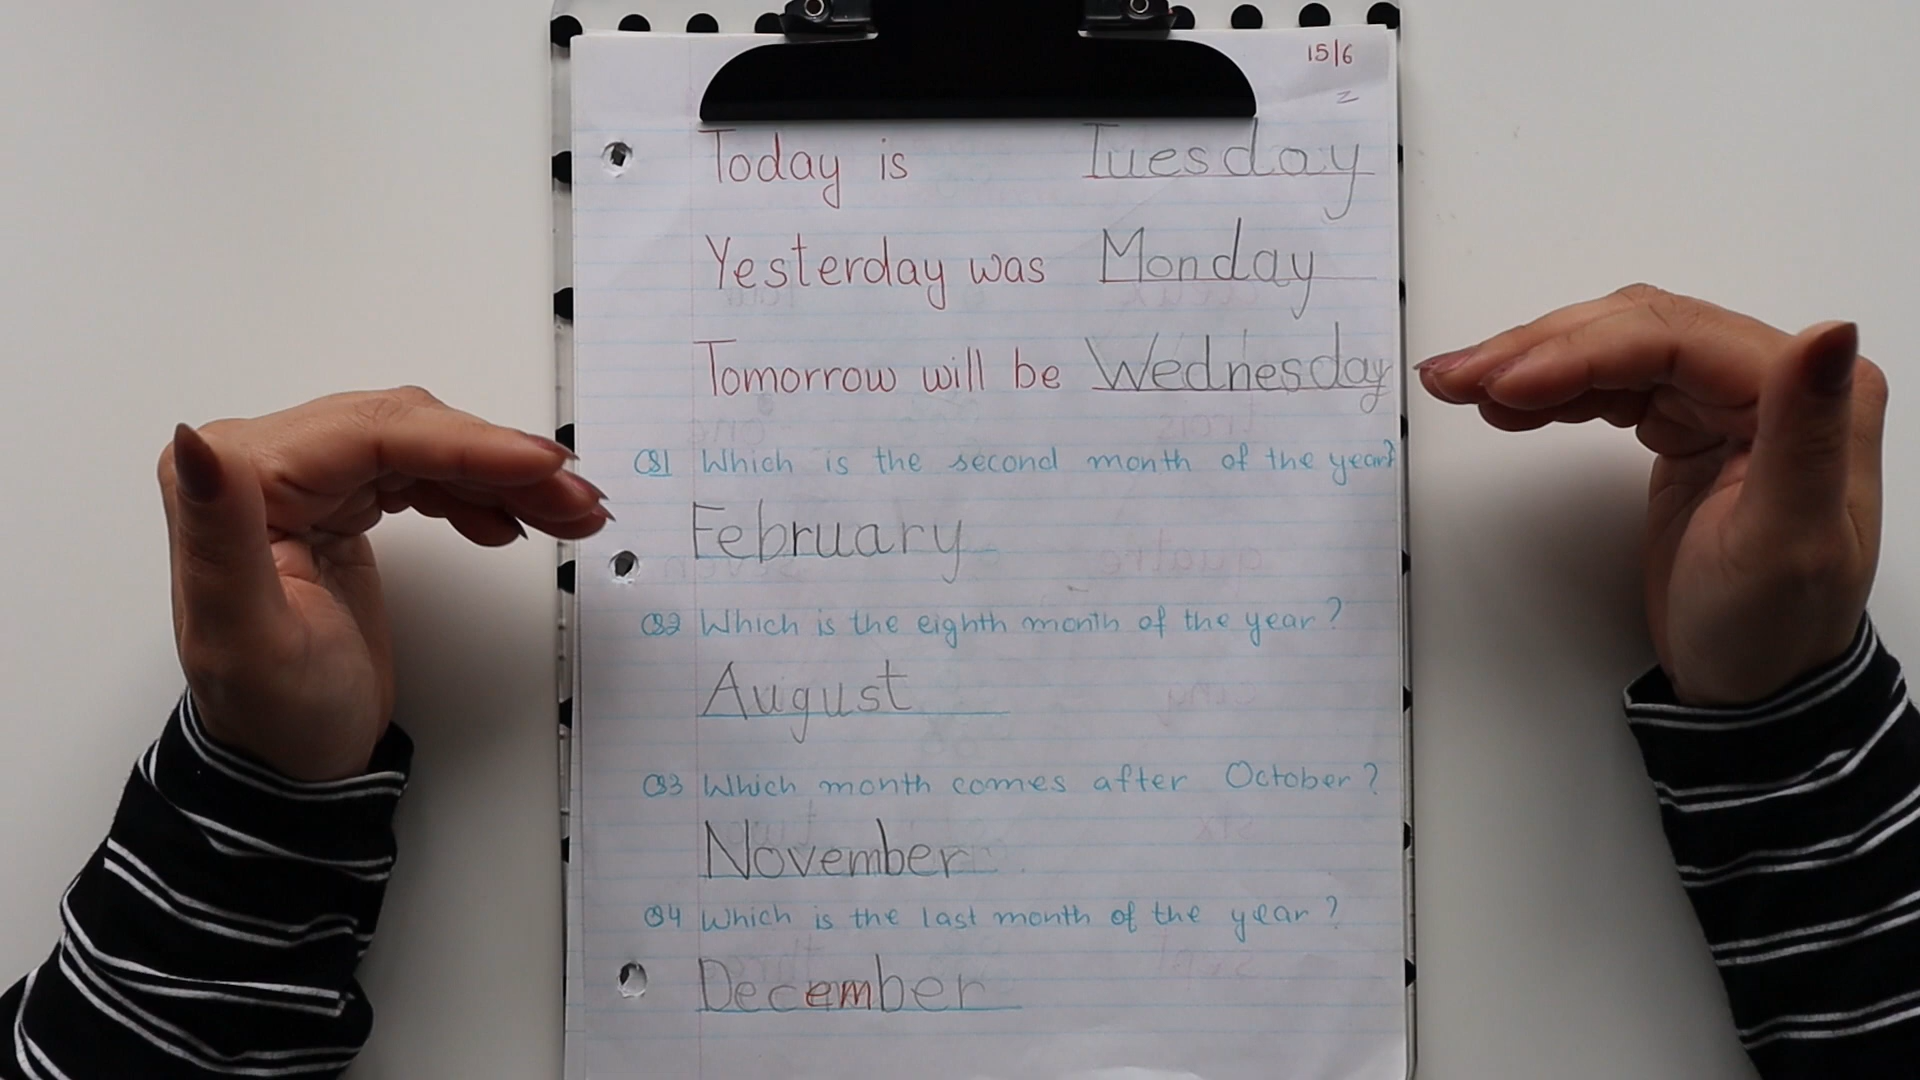 15/6
Today is Tuesday
Yesterday was Monday
Tomorrow will be Wednesday
Q1 Which is the second month of the year?
February
Q2 Which is the eighth month of the year?
August
Q3 Which month comes after October?
November
Q4 Which is the last month of the year?
December